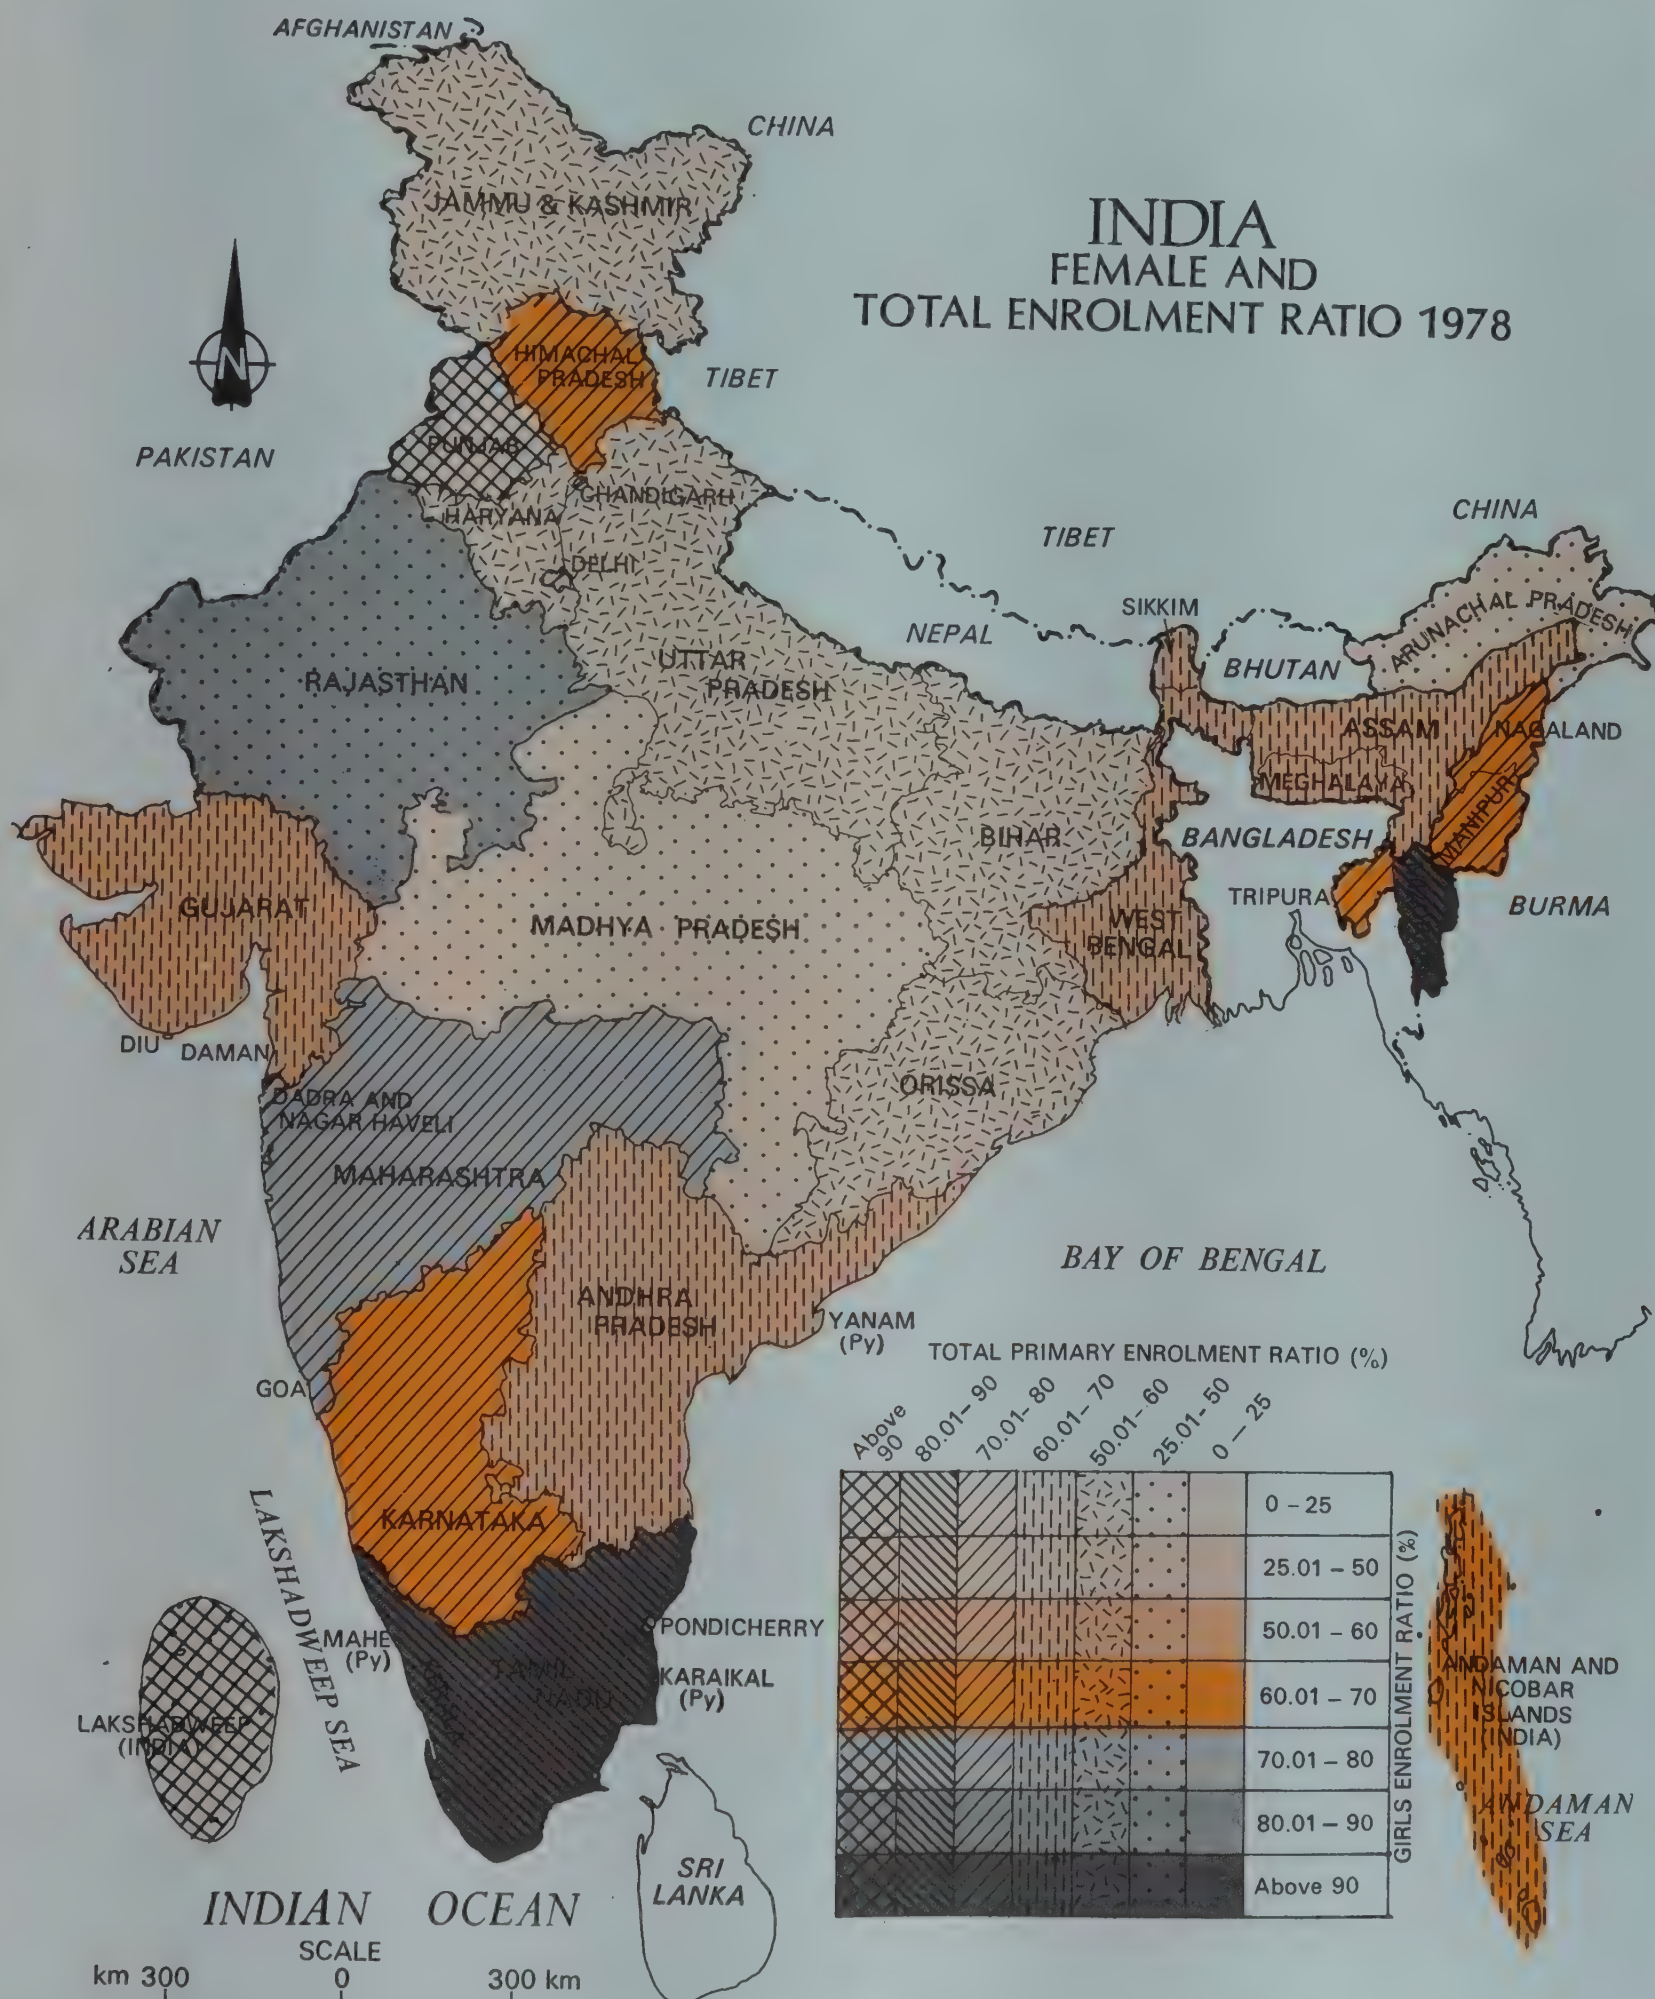 AFGHANISTAN
CHINA
JAMMU & KASHMIR
INDIA
FEMALE AND
TOTAL ENROLMENT RATIO 1978
N
HIMACHAL
PRADESH
TIBET
PAKISTAN
PUNJAB
CHANDIGARH
HARYANA
DELHI
TIBET
CHINA
SIKKIM
NEPAL
BHUTAN
ARUNACHAL PRADESH
RAJASTHAN
UTTAR
PRADESH
ASSAM
NAGALAND
MEGHALAYA
MANIPUR
BIHAR
BANGLADESH
TRIPURA
BURMA
GUJARAT
MADHYA PRADESH
WEST
BENGAL
DIU
DAMAN
DADRA AND
NAGAR HAVELI
ORISSA
MAHARASHTRA
ARABIAN
SEA
BAY OF BENGAL
ANDHRA
PRADESH
YANAM
(Py)
GOA
KARNATAKA
LAKSHADWEEP SEA
MAHE
(Py)
PONDICHERRY
KARAIKAL
(Py)
TAMIL
NADU
KERALA
LAKSHADWEEP
(INDIA)
SRI
LANKA
INDIAN OCEAN
SCALE
km 300 0 300 km
TOTAL PRIMARY ENROLMENT RATIO (%)
Above
90
80.01 – 90
70.01 – 80
60.01 – 70
50.01 – 60
25.01 – 50
0 – 25
0 – 25
25.01 – 50
50.01 – 60
60.01 – 70
70.01 – 80
80.01 – 90
Above 90
GIRLS ENROLMENT RATIO (%)
ANDAMAN AND
NICOBAR
ISLANDS
(INDIA)
ANDAMAN
SEA